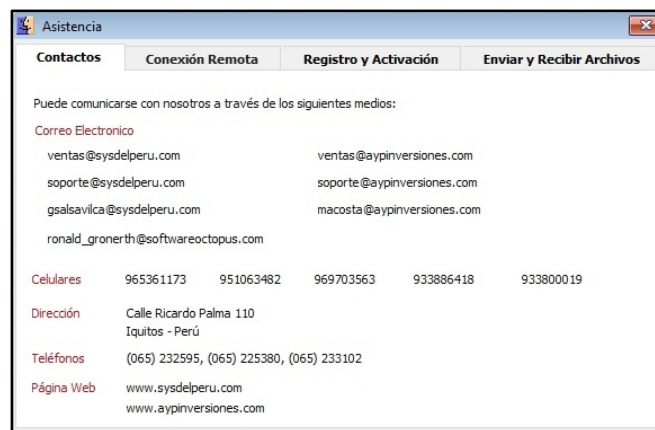 Asistencia
Contactos Conexión Remota Registro y Activación Enviar y Recibir Archivos
Puede comunicarse con nosotros a través de los siguientes medios:
Correo Electronico
ventas@sysdelperu.com ventas@aypinversiones.com
soporte@sysdelperu.com soporte@aypinversiones.com
gsalsavilca@sysdelperu.com macosta@aypinversiones.com
ronald_gronerth@softwareoctopus.com
Celulares 965361173 951063482 969703563 933886418 933800019
Dirección Calle Ricardo Palma 110
Iquitos - Perú
Teléfonos (065) 232595, (065) 225380, (065) 233102
Página Web www.sysdelperu.com
www.aypinversiones.com